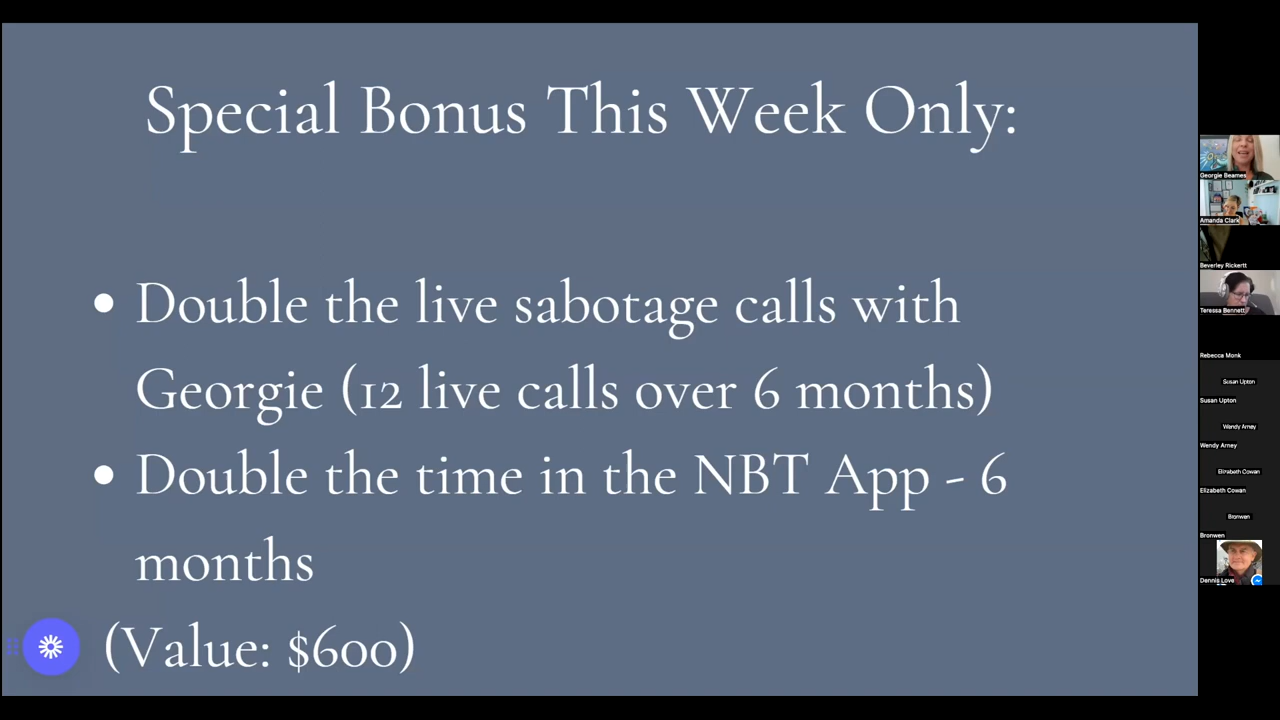 Special Bonus This Week Only:
• Double the live sabotage calls with
Georgie (12 live calls over 6 months)
• Double the time in the NBT App - 6
months
(Value: $600)
Georgie Beames
Amanda Clark
Beverley Rickertt
Teressa Bennett
Rebecca Monk
Susan Upton
Susan Upton
Wendy Arney
Wendy Arney
Elizabeth Cowan
Elizabeth Cowan
Bronwen
Bronwen
Dennis Love